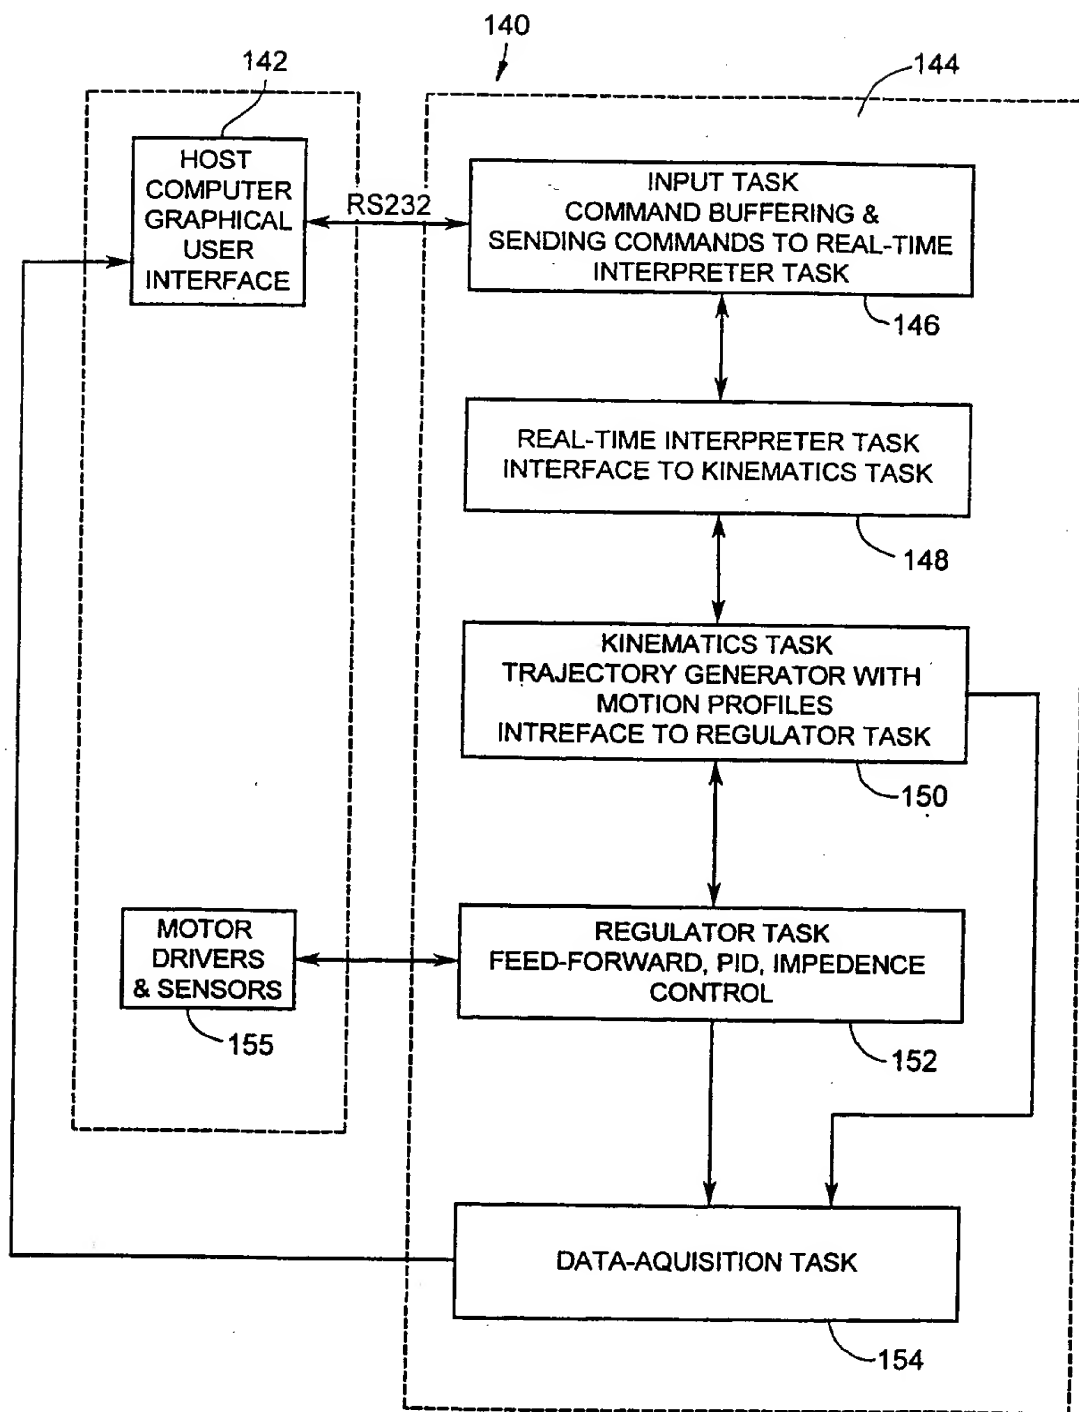 140
142
144
HOST
COMPUTER
GRAPHICAL
USER
INTERFACE
RS232
INPUT TASK
COMMAND BUFFERING &
SENDING COMMANDS TO REAL-TIME
INTERPRETER TASK
146
REAL-TIME INTERPRETER TASK
INTERFACE TO KINEMATICS TASK
148
KINEMATICS TASK
TRAJECTORY GENERATOR WITH
MOTION PROFILES
INTREFACE TO REGULATOR TASK
150
MOTOR
DRIVERS
& SENSORS
155
REGULATOR TASK
FEED-FORWARD, PID, IMPEDENCE
CONTROL
152
DATA-AQUISITION TASK
154